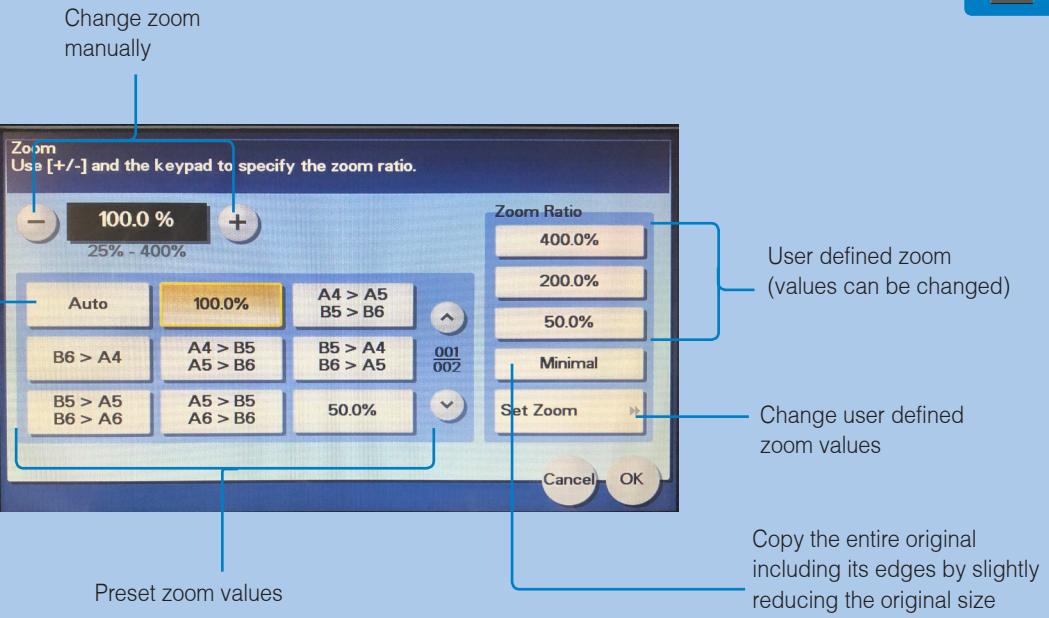 Change zoom
manually
Zoom
Use [+/-] and the keypad to specify the zoom ratio.
−
100.0 %
+
25% - 400%
Auto
100.0%
A4 > A5
B5 > B6
B6 > A4
A4 > B5
A5 > B6
B5 > A4
B6 > A5
001
002
B5 > A5
B6 > A6
A5 > B5
A6 > B6
50.0%
Zoom Ratio
400.0%
200.0%
50.0%
Minimal
Set Zoom
Cancel
OK
User defined zoom
(values can be changed)
Change user defined
zoom values
Copy the entire original
including its edges by slightly
reducing the original size
Preset zoom values